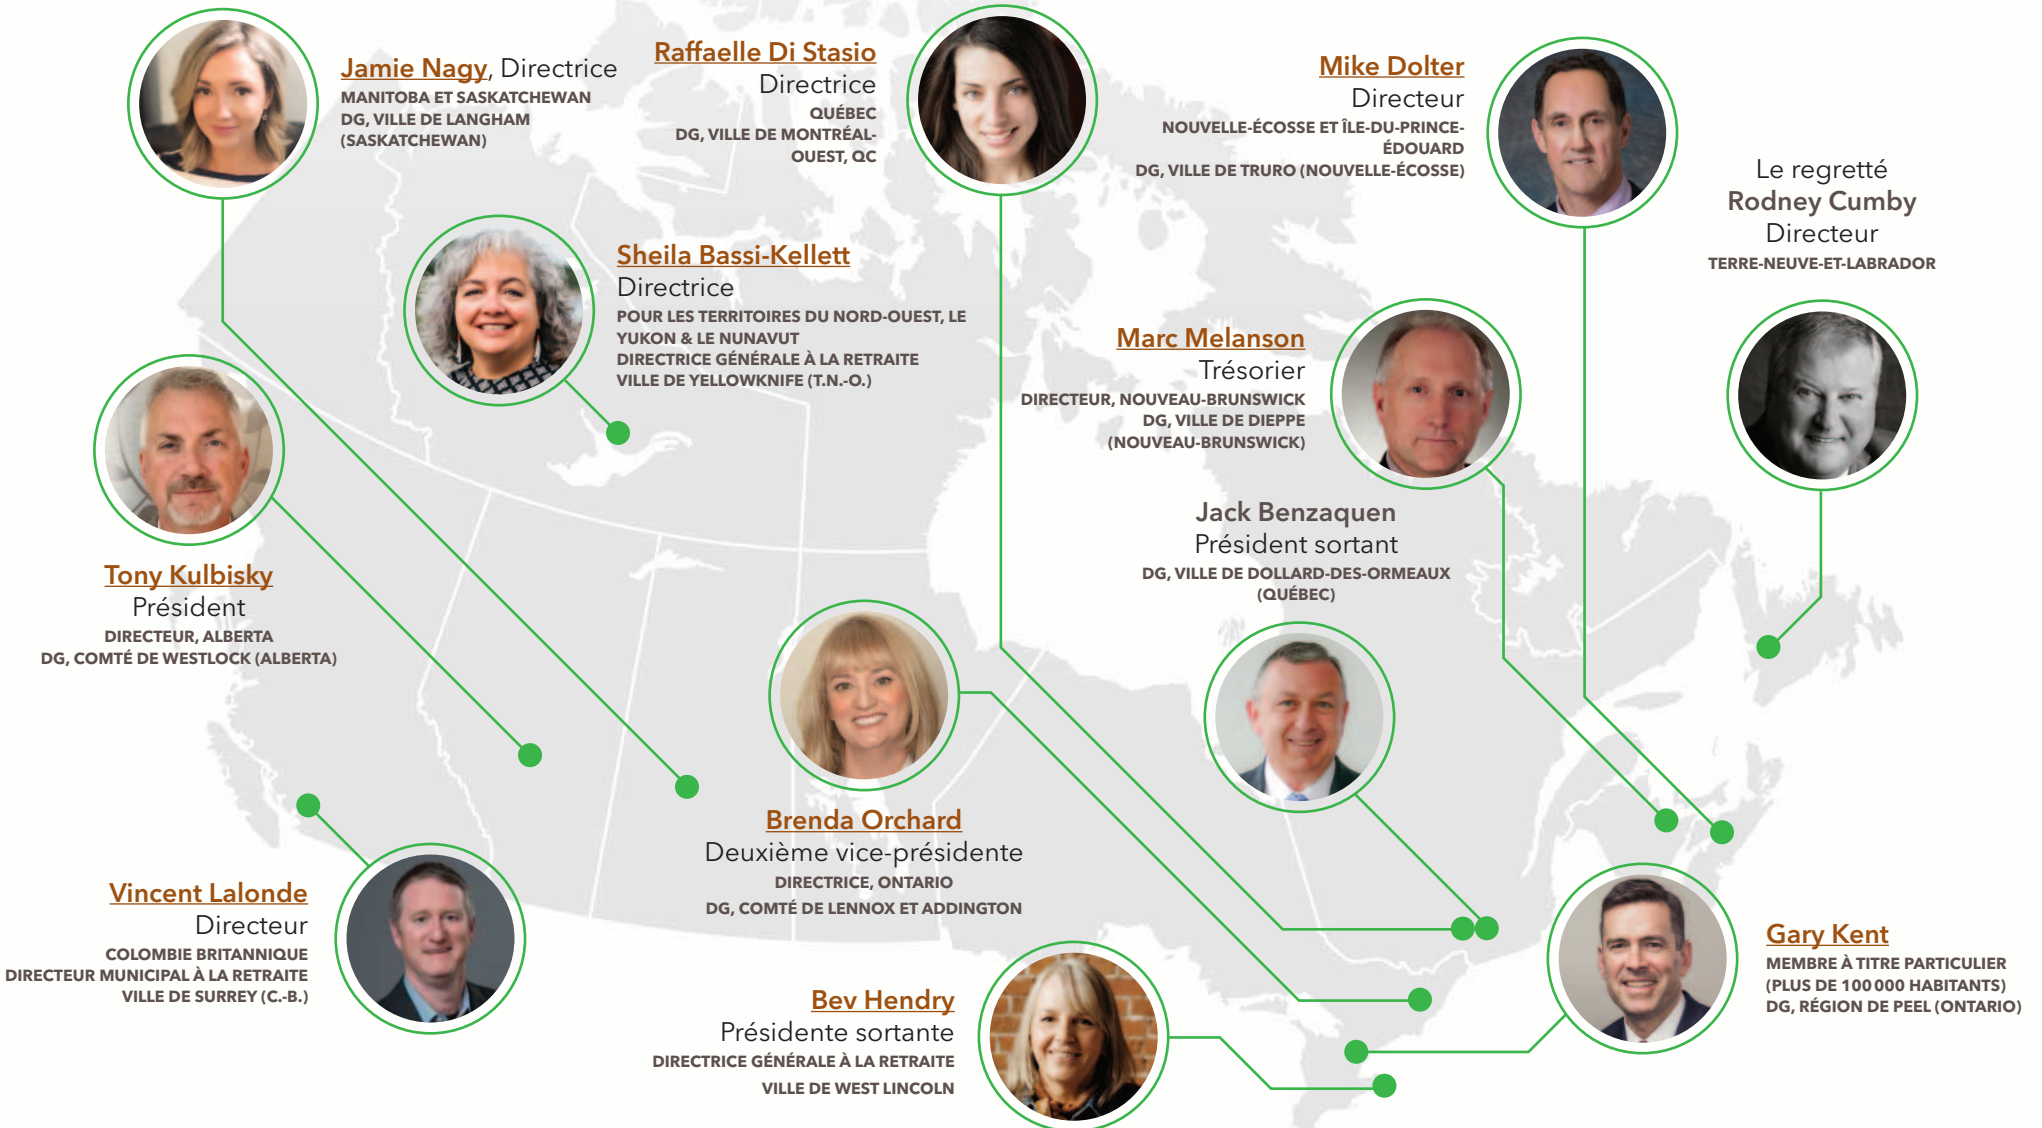 Jamie Nagy, Directrice
MANITOBA ET SASKATCHEWAN
DG, VILLE DE LANGHAM
(SASKATCHEWAN)
Raffaelle Di Stasio
Directrice
QUÉBEC
DG, VILLE DE MONTRÉAL-
OUEST, QC
Mike Dolter
Directeur
NOUVELLE-ÉCOSSE ET ÎLE-DU-PRINCE-
ÉDOUARD
DG, VILLE DE TRURO (NOUVELLE-ÉCOSSE)
Le regretté
Rodney Cumby
Directeur
TERRE-NEUVE-ET-LABRADOR
Sheila Bassi-Kellett
Directrice
POUR LES TERRITOIRES DU NORD-OUEST, LE
YUKON & LE NUNAVUT
DIRECTRICE GÉNÉRALE À LA RETRAITE
VILLE DE YELLOWKNIFE (T.N.-O.)
Marc Melanson
Trésorier
DIRECTEUR, NOUVEAU-BRUNSWICK
DG, VILLE DE DIEPPE
(NOUVEAU-BRUNSWICK)
Jack Benzaquen
Président sortant
DG, VILLE DE DOLLARD-DES-ORMEAUX
(QUÉBEC)
Tony Kulbisky
Président
DIRECTEUR, ALBERTA
DG, COMTÉ DE WESTLOCK (ALBERTA)
Brenda Orchard
Deuxième vice-présidente
DIRECTRICE, ONTARIO
DG, COMTÉ DE LENNOX ET ADDINGTON
Vincent Lalonde
Directeur
COLOMBIE BRITANNIQUE
DIRECTEUR MUNICIPAL À LA RETRAITE
VILLE DE SURREY (C.-B.)
Bev Hendry
Présidente sortante
DIRECTRICE GÉNÉRALE À LA RETRAITE
VILLE DE WEST LINCOLN
Gary Kent
MEMBRE À TITRE PARTICULIER
(PLUS DE 100 000 HABITANTS)
DG, RÉGION DE PEEL (ONTARIO)